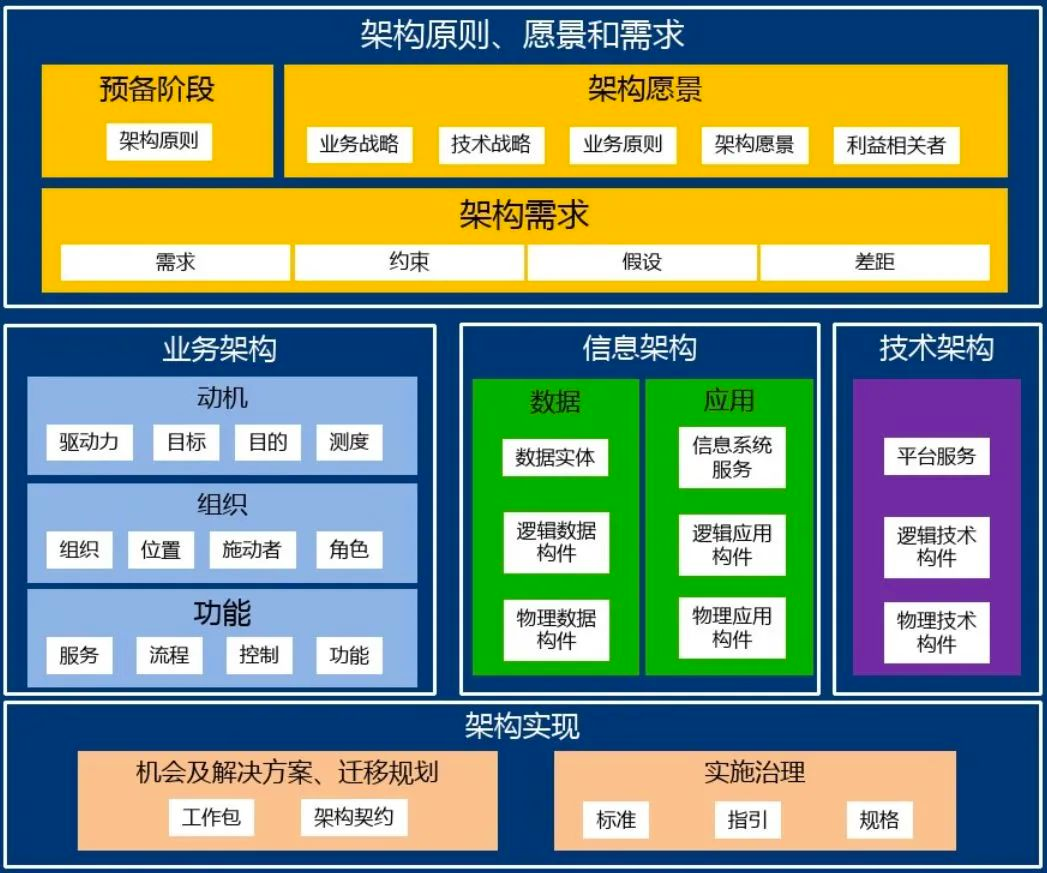 架构原则、愿景和需求
预备阶段
架构原则
架构愿景
业务战略
技术战略
业务原则
架构愿景
利益相关者
架构需求
需求
约束
假设
差距
业务架构
动机
驱动力
目标
目的
测度
组织
组织
位置
施动者
角色
功能
服务
流程
控制
功能
信息架构
数据
数据实体
逻辑数据
构件
物理数据
构件
应用
信息系统
服务
逻辑应用
构件
物理应用
构件
技术架构
平台服务
逻辑技术
构件
物理技术
构件
架构实现
机会及解决方案、迁移规划
工作包
架构契约
实施治理
标准
指引
规格